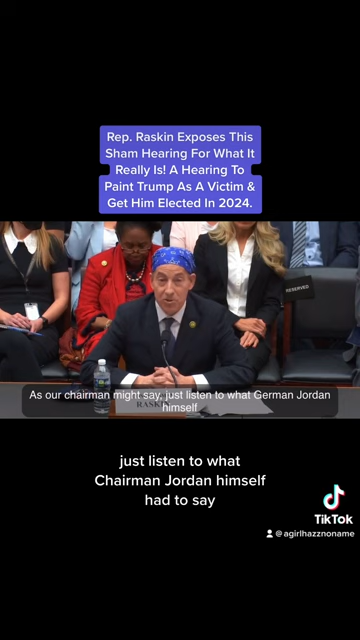 Rep. Raskin Exposes This
Sham Hearing For What It
Really Is! A Hearing To
Paint Trump As A Victim &
Get Him Elected In 2024.
RESERVED
As our chairman might say, just listen to what German Jordan
himself
RASKIN
just listen to what
Chairman Jordan himself
had to say
TikTok
@agirlhazznoname